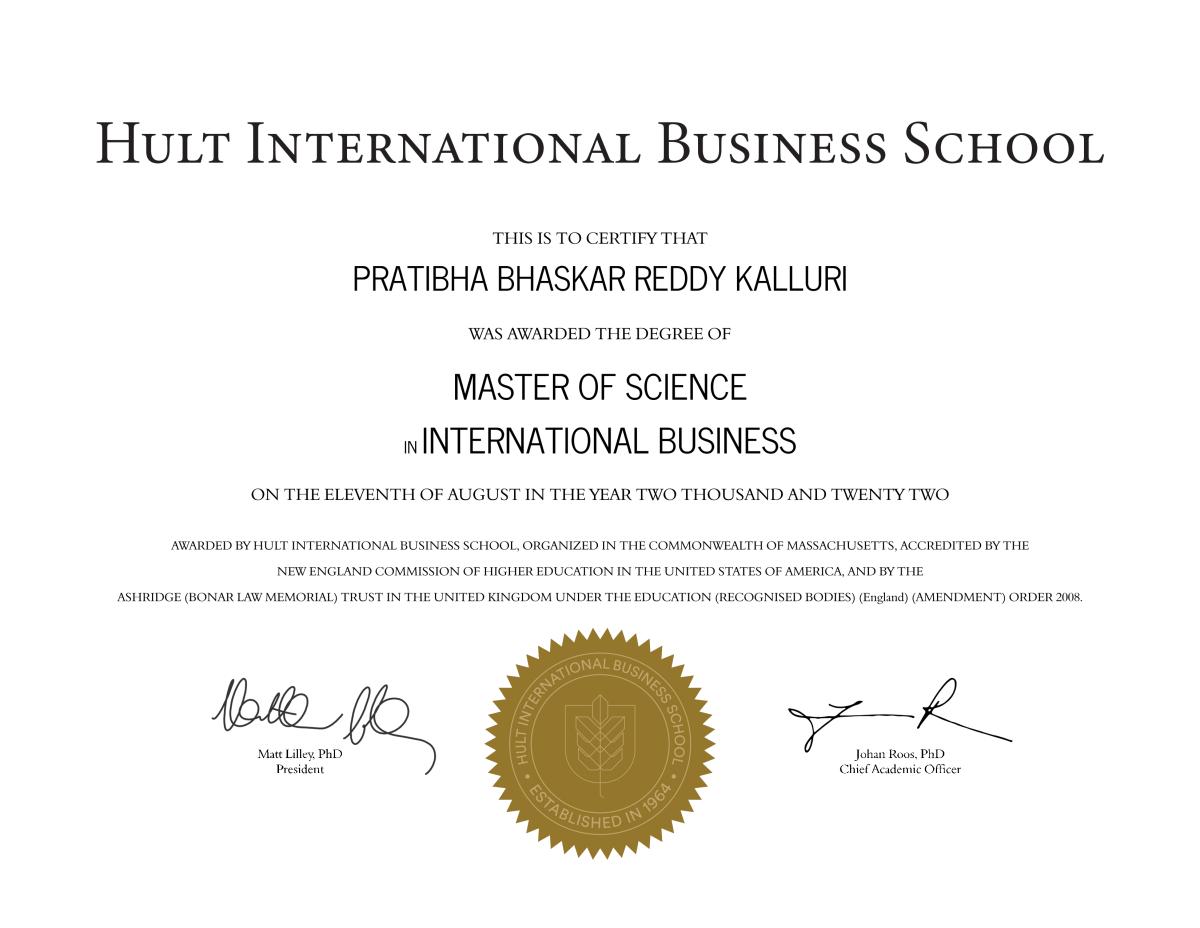 HULT INTERNATIONAL BUSINESS SCHOOL
THIS IS TO CERTIFY THAT
PRATIBHA BHASKAR REDDY KALLURI
WAS AWARDED THE DEGREE OF
MASTER OF SCIENCE
IN INTERNATIONAL BUSINESS
ON THE ELEVENTH OF AUGUST IN THE YEAR TWO THOUSAND AND TWENTY TWO
AWARDED BY HULT INTERNATIONAL BUSINESS SCHOOL, ORGANIZED IN THE COMMONWEALTH OF MASSACHUSETTS, ACCREDITED BY THE
NEW ENGLAND COMMISSION OF HIGHER EDUCATION IN THE UNITED STATES OF AMERICA, AND BY THE
ASHRIDGE (BONAR LAW MEMORIAL) TRUST IN THE UNITED KINGDOM UNDER THE EDUCATION (RECOGNISED BODIES) (England) (AMENDMENT) ORDER 2008.
HULT INTERNATIONAL BUSINESS SCHOOL
• ESTABLISHED IN 1964 •
Matt Lilley, PhD
President
Johan Roos, PhD
Chief Academic Officer